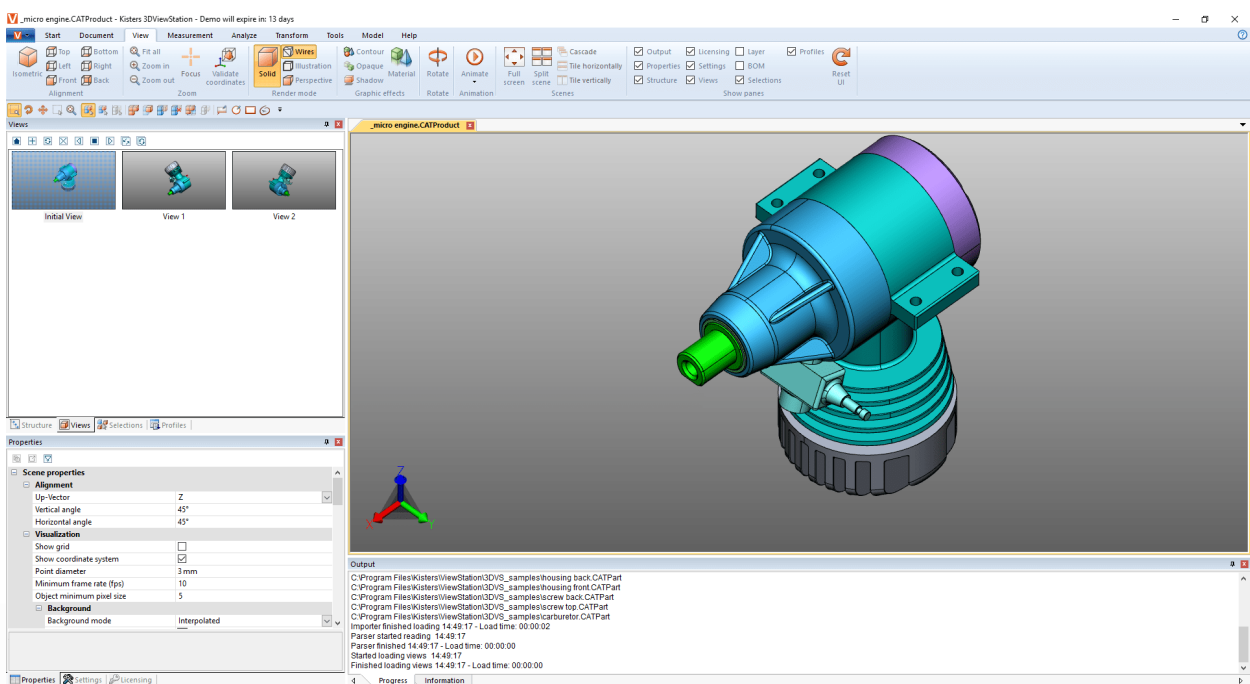 _micro engine.CATProduct - Kisters 3DViewStation - Demo will expire in: 13 days
V Start Document View Measurement Analyze Transform Tools Model Help
Isometric Top Bottom Left Right Front Back
Alignment
Fit all Zoom in Zoom out Focus Validate coordinates
Zoom
Solid Wires Illustration Perspective
Render mode
Contour Opaque Shadow Material
Graphic effects
Rotate
Rotate
Animate
Animation
Full screen Split scene Cascade Tile horizontally Tile vertically
Scenes
Output Licensing Layer Profiles
Properties Settings BOM
Structure Views Selections
Reset UI
Show panes
Views
Initial View View 1 View 2
Structure Views Selections Profiles
Properties
Scene properties
Alignment
Up-Vector Z
Vertical angle 45°
Horizontal angle 45°
Visualization
Show grid
Show coordinate system
Point diameter 3 mm
Minimum frame rate (fps) 10
Object minimum pixel size 5
Background
Background mode Interpolated
Properties Settings Licensing
_micro engine.CATProduct
Z
X Y
Output
C:\Program Files\Kisters\ViewStation\3DVS_samples\housing back.CATPart
C:\Program Files\Kisters\ViewStation\3DVS_samples\housing front.CATPart
C:\Program Files\Kisters\ViewStation\3DVS_samples\screw back.CATPart
C:\Program Files\Kisters\ViewStation\3DVS_samples\screw top.CATPart
C:\Program Files\Kisters\ViewStation\3DVS_samples\carburetor.CATPart
Importer finished loading 14:49:17 - Load time: 00:00:02
Parser started reading 14:49:17
Parser finished 14:49:17 - Load time: 00:00:00
Started loading views 14:49:17
Finished loading views 14:49:17 - Load time: 00:00:00
Progress Information